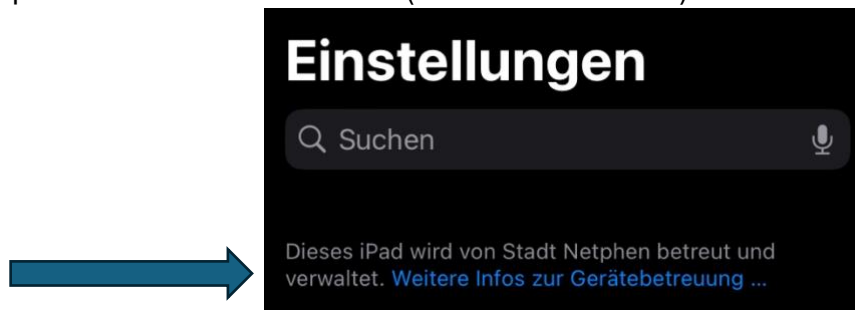 Einstellungen
Suchen
Dieses iPad wird von Stadt Netphen betreut und
verwaltet. Weitere Infos zur Gerätebetreuung ...